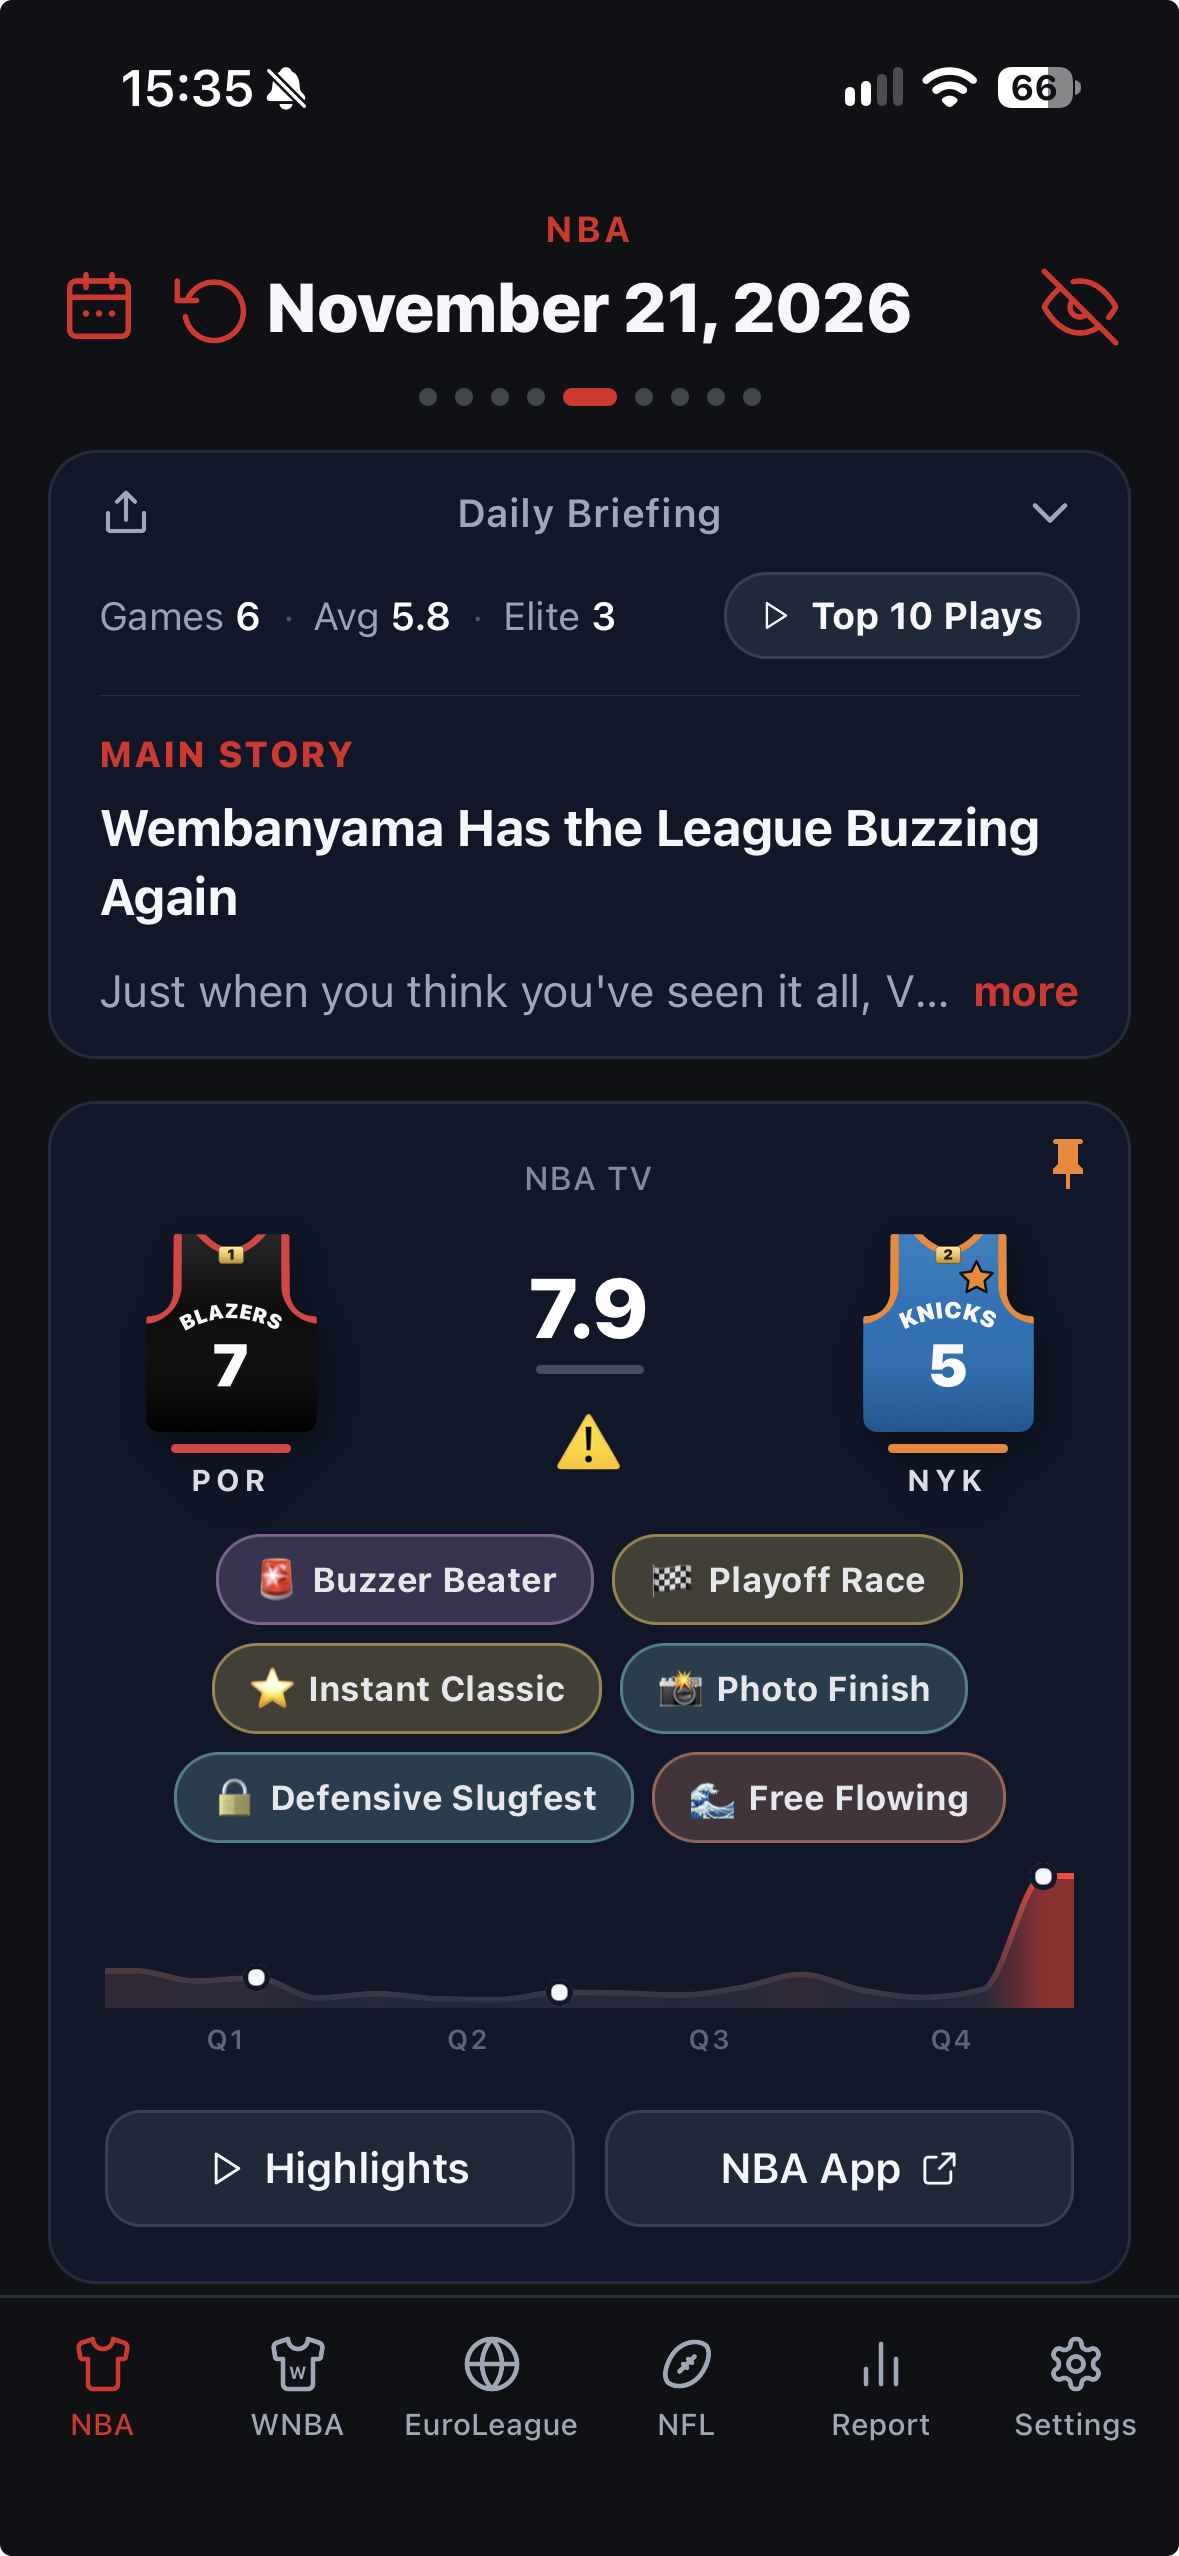 15:35
66
NBA
November 21, 2026
Daily Briefing
Games 6 · Avg 5.8 · Elite 3
Top 10 Plays
MAIN STORY
Wembanyama Has the League Buzzing
Again
Just when you think you've seen it all, V... more
NBA TV
1
BLAZERS
7
POR
7.9
2
KNICKS
5
NYK
Buzzer Beater
Playoff Race
Instant Classic
Photo Finish
Defensive Slugfest
Free Flowing
Q1 Q2 Q3 Q4
Highlights
NBA App
W
NBA WNBA EuroLeague NFL Report Settings